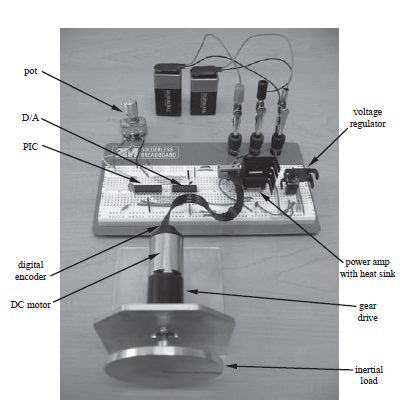 pot
D/A
PIC
voltage
regulator
SOLDERLESS
BREADBOARD
power amp
with heat sink
digital
encoder
DC motor
gear
drive
inertial
load